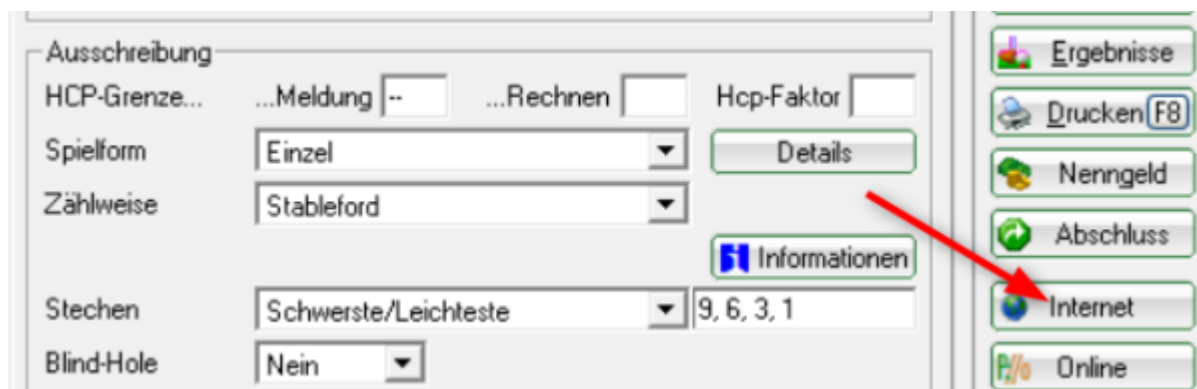 Ausschreibung
HCP-Grenze... ...Meldung -- ...Rechnen Hcp-Faktor
Spielform Einzel Details
Zählweise Stableford
Informationen
Stechen Schwerste/Leichteste 9, 6, 3, 1
Blind-Hole Nein
Ergebnisse
Drucken F8
Nenngeld
Abschluss
Internet
Online